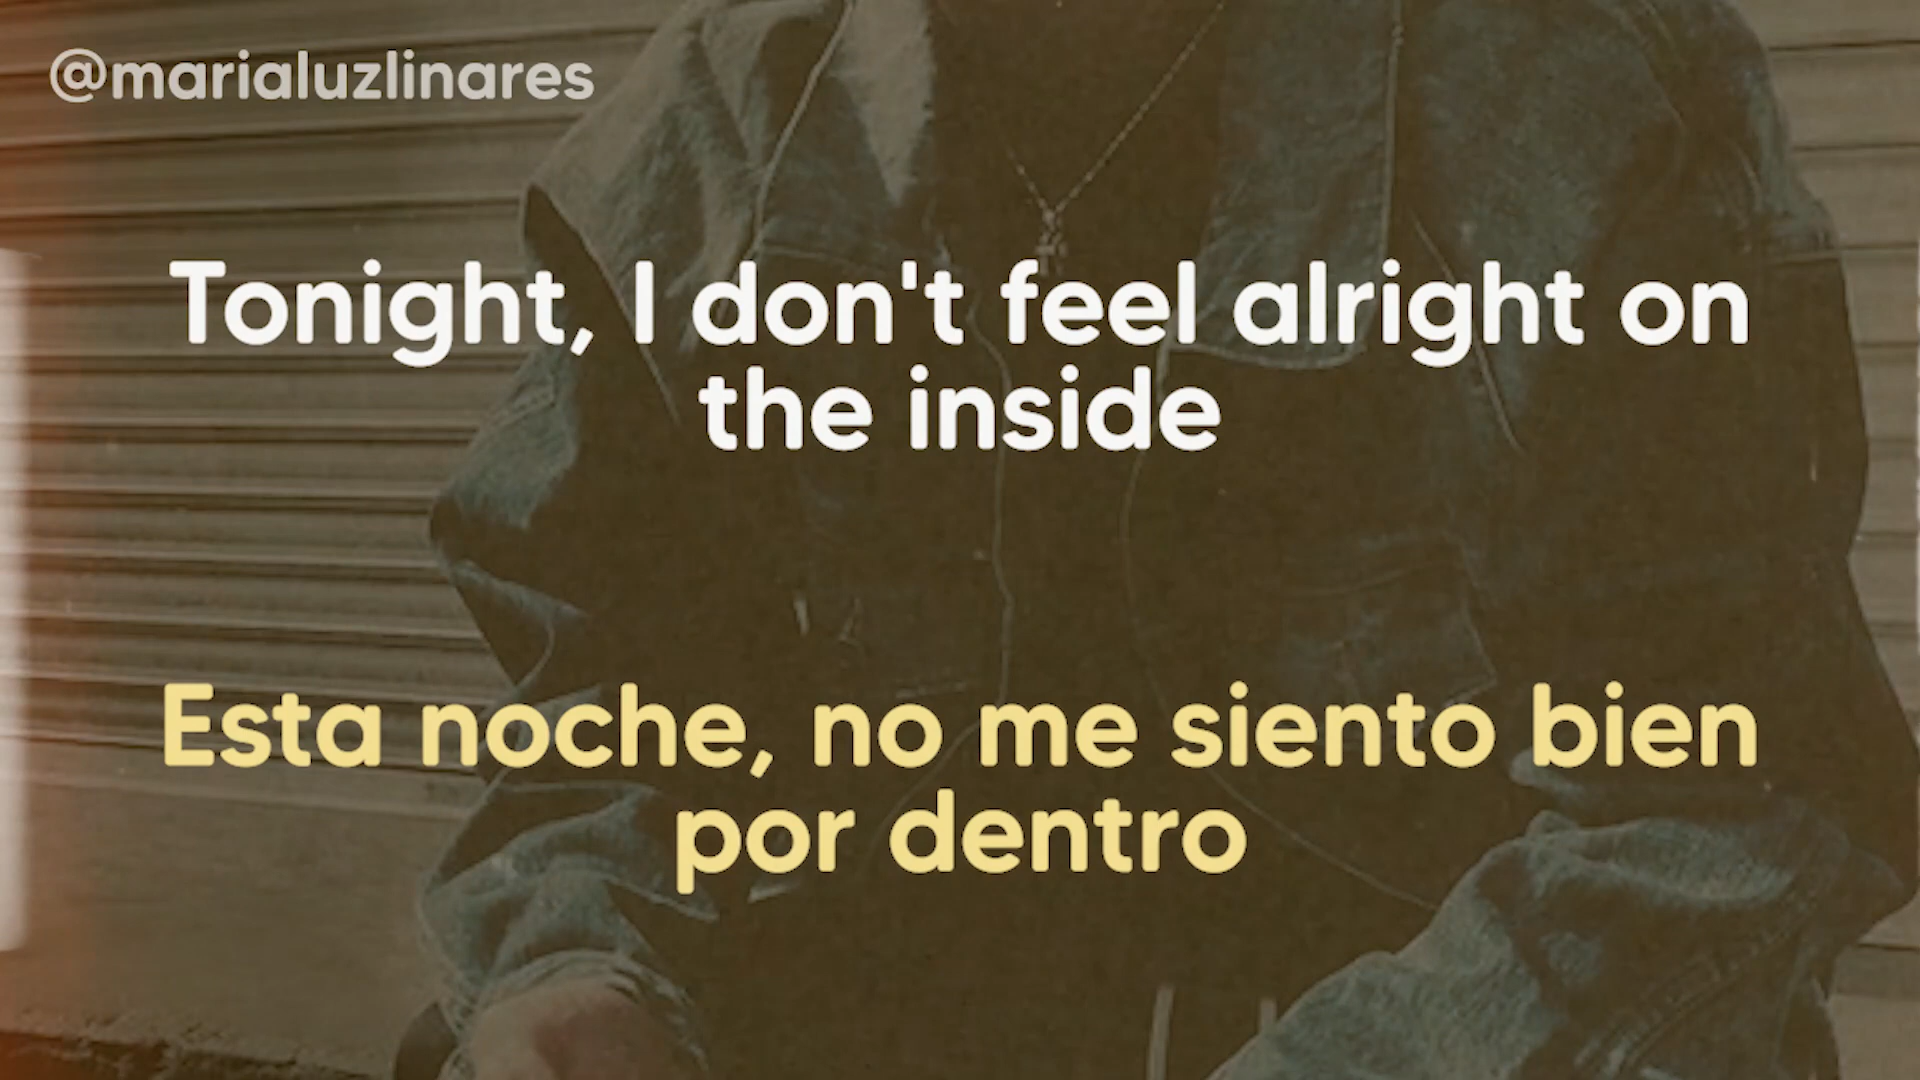 @marialuzlinares
Tonight, I don't feel alright on
the inside
Esta noche, no me siento bien
por dentro